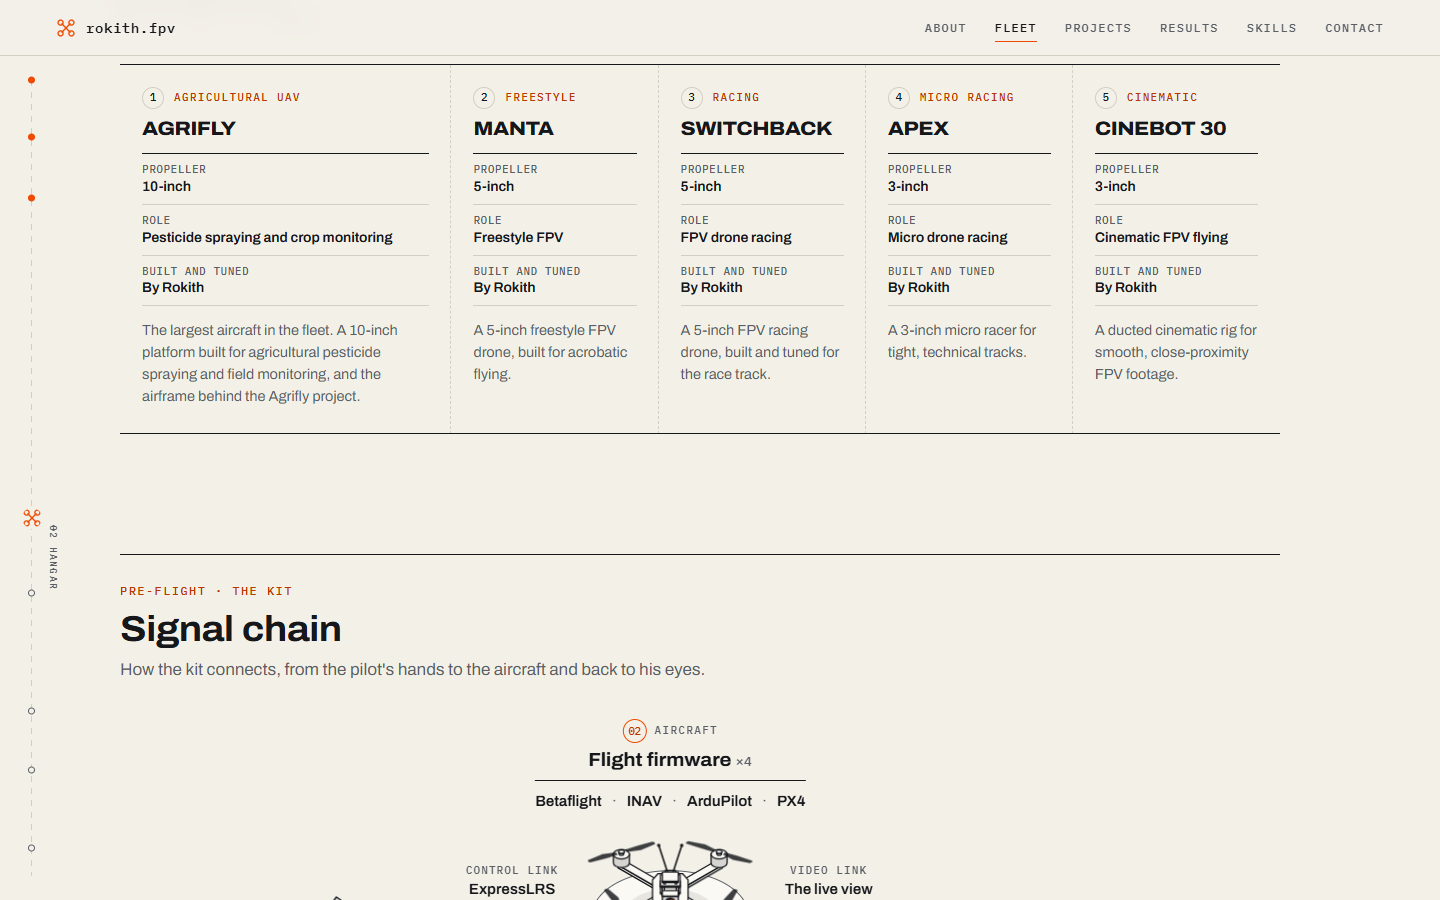 rokith.fpv
ABOUT
FLEET
PROJECTS
RESULTS
SKILLS
CONTACT
1 AGRICULTURAL UAV
AGRIFLY
PROPELLER
10-inch
ROLE
Pesticide spraying and crop monitoring
BUILT AND TUNED
By Rokith
The largest aircraft in the fleet. A 10-inch
platform built for agricultural pesticide
spraying and field monitoring, and the
airframe behind the Agrifly project.
2 FREESTYLE
MANTA
PROPELLER
5-inch
ROLE
Freestyle FPV
BUILT AND TUNED
By Rokith
A 5-inch freestyle FPV
drone, built for acrobatic
flying.
3 RACING
SWITCHBACK
PROPELLER
5-inch
ROLE
FPV drone racing
BUILT AND TUNED
By Rokith
A 5-inch FPV racing
drone, built and tuned for
the race track.
4 MICRO RACING
APEX
PROPELLER
3-inch
ROLE
Micro drone racing
BUILT AND TUNED
By Rokith
A 3-inch micro racer for
tight, technical tracks.
5 CINEMATIC
CINEBOT 30
PROPELLER
3-inch
ROLE
Cinematic FPV flying
BUILT AND TUNED
By Rokith
A ducted cinematic rig for
smooth, close-proximity
FPV footage.
02 HANGAR
PRE-FLIGHT · THE KIT
Signal chain
How the kit connects, from the pilot's hands to the aircraft and back to his eyes.
02 AIRCRAFT
Flight firmware ×4
Betaflight · INAV · ArduPilot · PX4
CONTROL LINK
ExpressLRS
VIDEO LINK
The live view